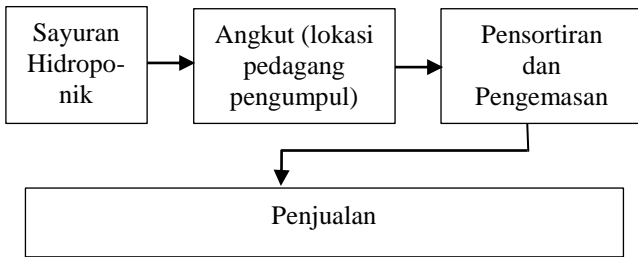 Sayuran
Hidropo-
nik
Angkut (lokasi
pedagang
pengumpul)
Pensortiran
dan
Pengemasan
Penjualan